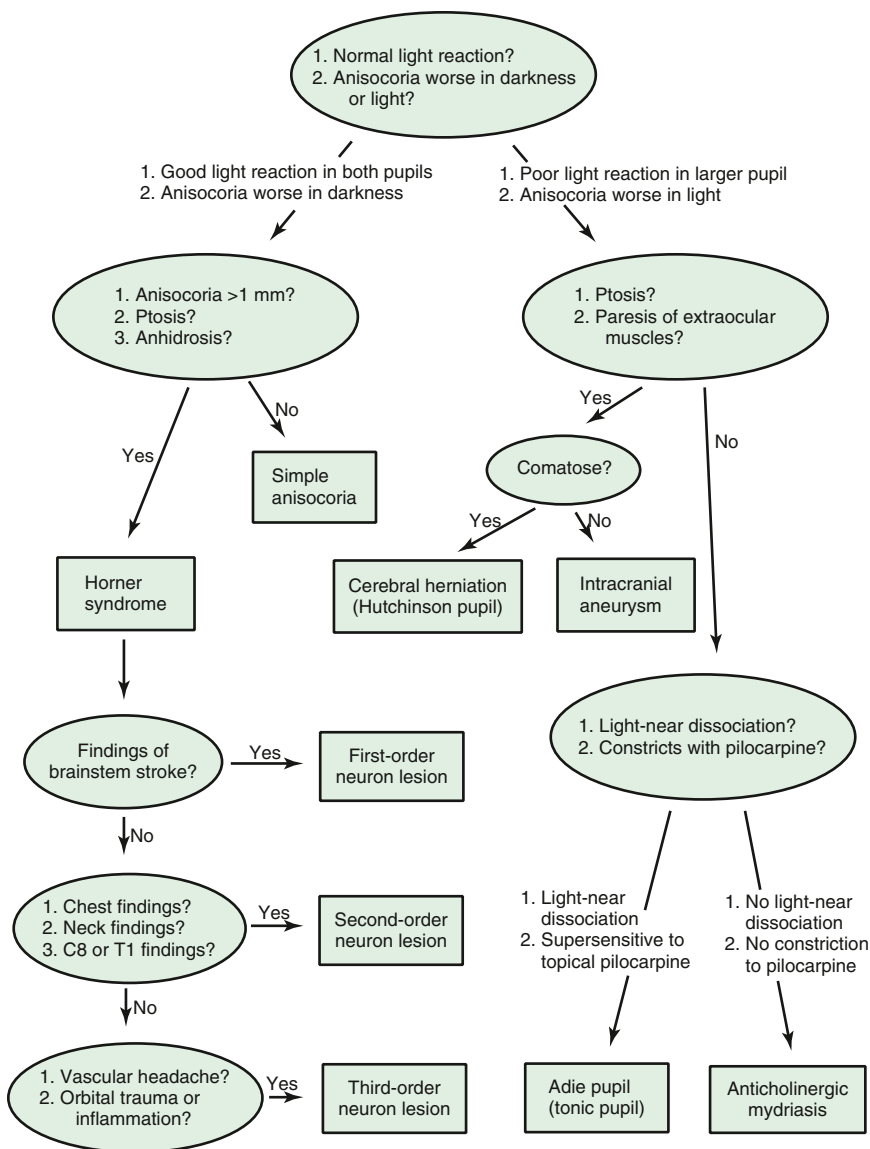 1. Normal light reaction?
2. Anisocoria worse in darkness
or light?
1. Good light reaction in both pupils
2. Anisocoria worse in darkness
1. Poor light reaction in larger pupil
2. Anisocoria worse in light
1. Anisocoria >1 mm?
2. Ptosis?
3. Anhidrosis?
1. Ptosis?
2. Paresis of extraocular
muscles?
Yes
No
Simple
anisocoria
Yes
No
Comatose?
Yes
No
Horner
syndrome
Cerebral herniation
(Hutchinson pupil)
Intracranial
aneurysm
Findings of
brainstem stroke?
Yes
First-order
neuron lesion
No
1. Light-near dissociation?
2. Constricts with pilocarpine?
1. Chest findings?
2. Neck findings?
3. C8 or T1 findings?
Yes
Second-order
neuron lesion
No
1. Light-near
dissociation
2. Supersensitive to
topical pilocarpine
1. No light-near
dissociation
2. No constriction
to pilocarpine
1. Vascular headache?
2. Orbital trauma or
inflammation?
Yes
Third-order
neuron lesion
Adie pupil
(tonic pupil)
Anticholinergic
mydriasis